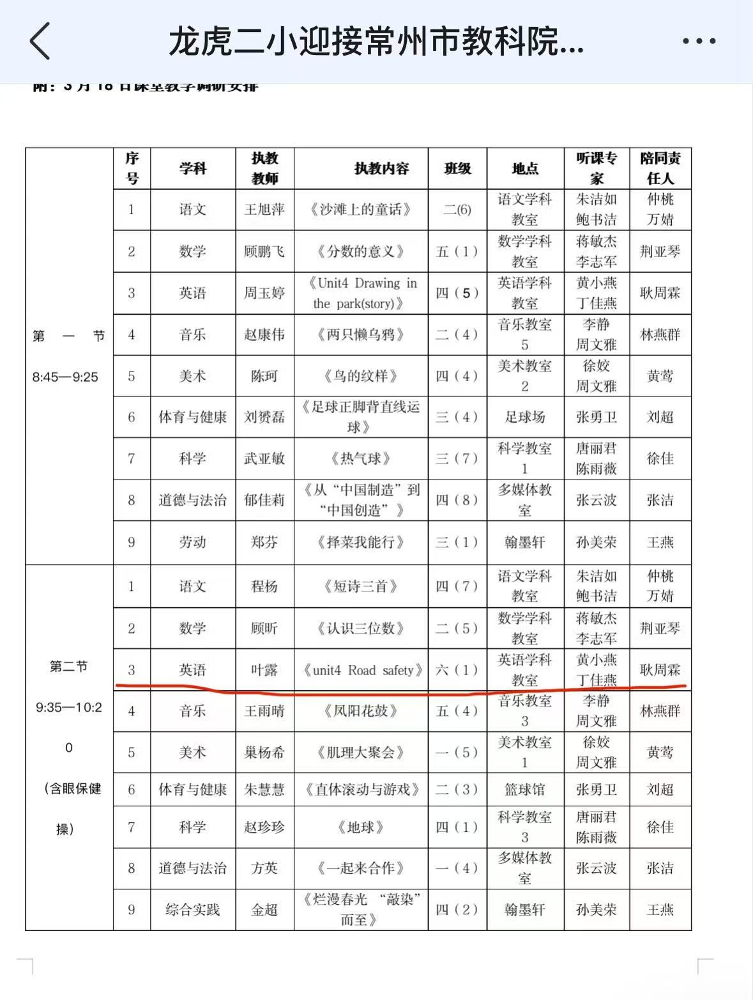 龙虎二小迎接常州市教科院...
附：3 月 18 日课堂教学调研安排
序号 学科 执教教师 执教内容 班级 地点 听课专家 陪同责任人
第 一 节
8:45—9:25
1 语文 王旭萍 《沙滩上的童话》 二(6) 语文学科教室 朱洁如 鲍书洁 仲桃 万婧
2 数学 顾鹏飞 《分数的意义》 五（1） 数学学科教室 蒋敏杰 李志军 荆亚琴
3 英语 周玉婷 《Unit4 Drawing in the park(story)》 四（5） 英语学科教室 黄小燕 丁佳燕 耿周霖
4 音乐 赵康伟 《两只懒乌鸦》 二（4） 音乐教室5 李静 周文雅 林燕群
5 美术 陈珂 《鸟的纹样》 四（4） 美术教室2 徐姣 周文雅 黄莺
6 体育与健康 刘赟磊 《足球正脚背直线运球》 三（4） 足球场 张勇卫 刘超
7 科学 武亚敏 《热气球》 三（7） 科学教室1 唐丽君 陈雨薇 徐佳
8 道德与法治 郁佳莉 《从“中国制造”到“中国创造”》 四（8） 多媒体教室 张云波 张洁
9 劳动 郑芬 《择菜我能行》 三（1） 翰墨轩 孙美荣 王燕
第二节
9:35—10:20
（含眼保健操）
1 语文 程杨 《短诗三首》 四（7） 语文学科教室 朱洁如 鲍书洁 仲桃 万婧
2 数学 顾昕 《认识三位数》 二（5） 数学学科教室 蒋敏杰 李志军 荆亚琴
3 英语 叶露 《unit4 Road safety》 六（1） 英语学科教室 黄小燕 丁佳燕 耿周霖
4 音乐 王雨晴 《凤阳花鼓》 五（4） 音乐教室3 李静 周文雅 林燕群
5 美术 巢杨希 《肌理大聚会》 一（5） 美术教室1 徐姣 周文雅 黄莺
6 体育与健康 朱慧慧 《直体滚动与游戏》 二（3） 篮球馆 张勇卫 刘超
7 科学 赵珍珍 《地球》 四（1） 科学教室3 唐丽君 陈雨薇 徐佳
8 道德与法治 方英 《一起来合作》 一（4） 多媒体教室 张云波 张洁
9 综合实践 金超 《烂漫春光 “敲染”而至》 四（2） 翰墨轩 孙美荣 王燕